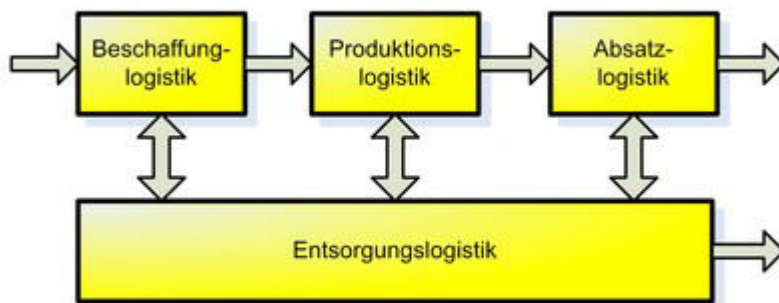 Beschaffung-
logistik
Produktions-
logistik
Absatz-
logistik
Entsorgungslogistik